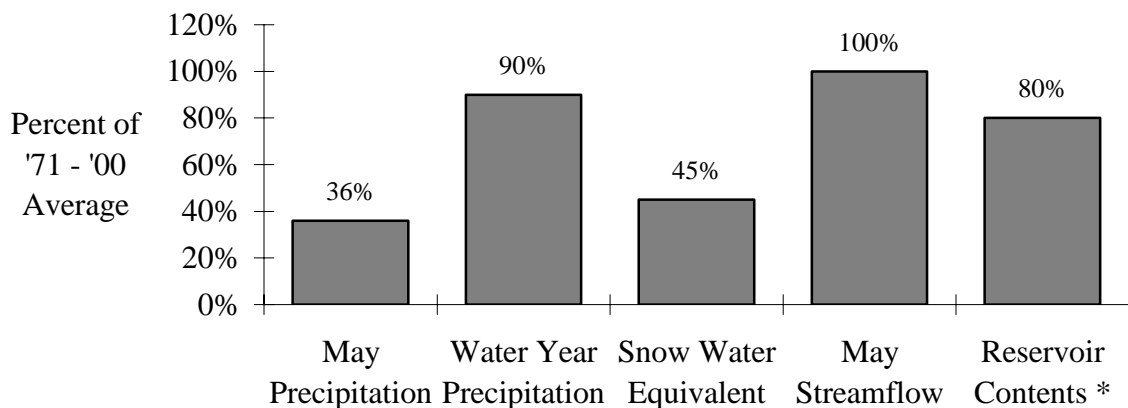 Percent of
'71 - '00
Average
120%
100%
80%
60%
40%
20%
0%
36%
90%
45%
100%
80%
May
Precipitation
Water Year
Precipitation
Snow Water
Equivalent
May
Streamflow
Reservoir
Contents *